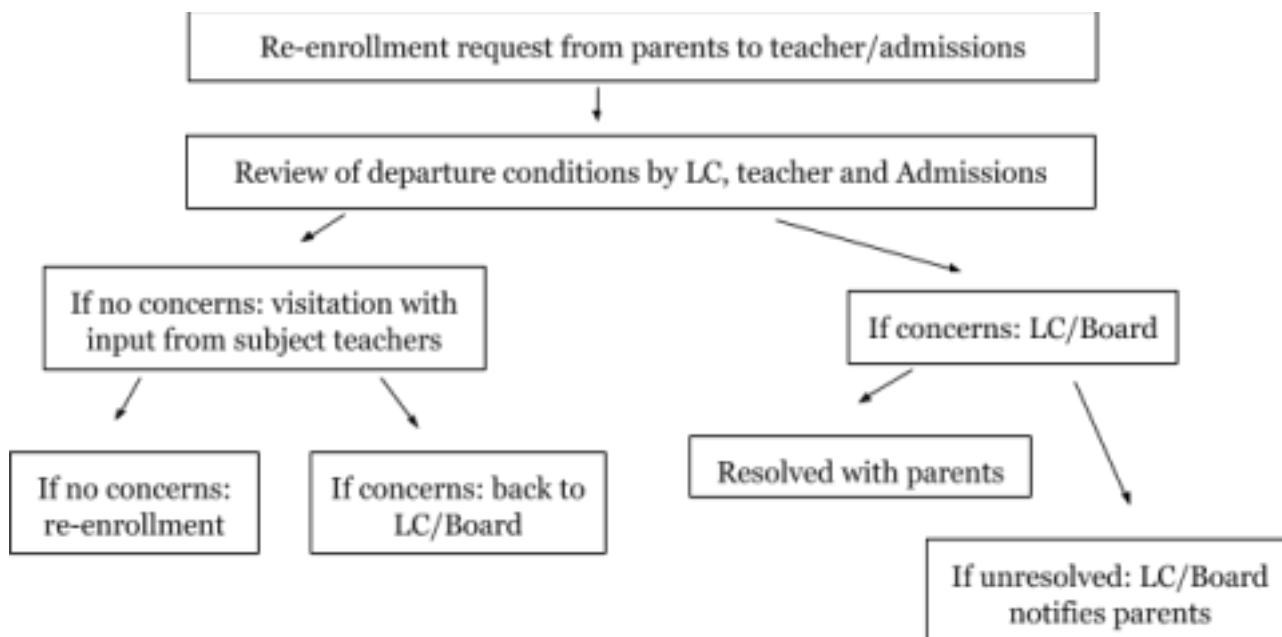 Re-enrollment request from parents to teacher/admissions
Review of departure conditions by LC, teacher and Admissions
If no concerns: visitation with
input from subject teachers
If concerns: LC/Board
If no concerns:
re-enrollment
If concerns: back to
LC/Board
Resolved with parents
If unresolved: LC/Board
notifies parents